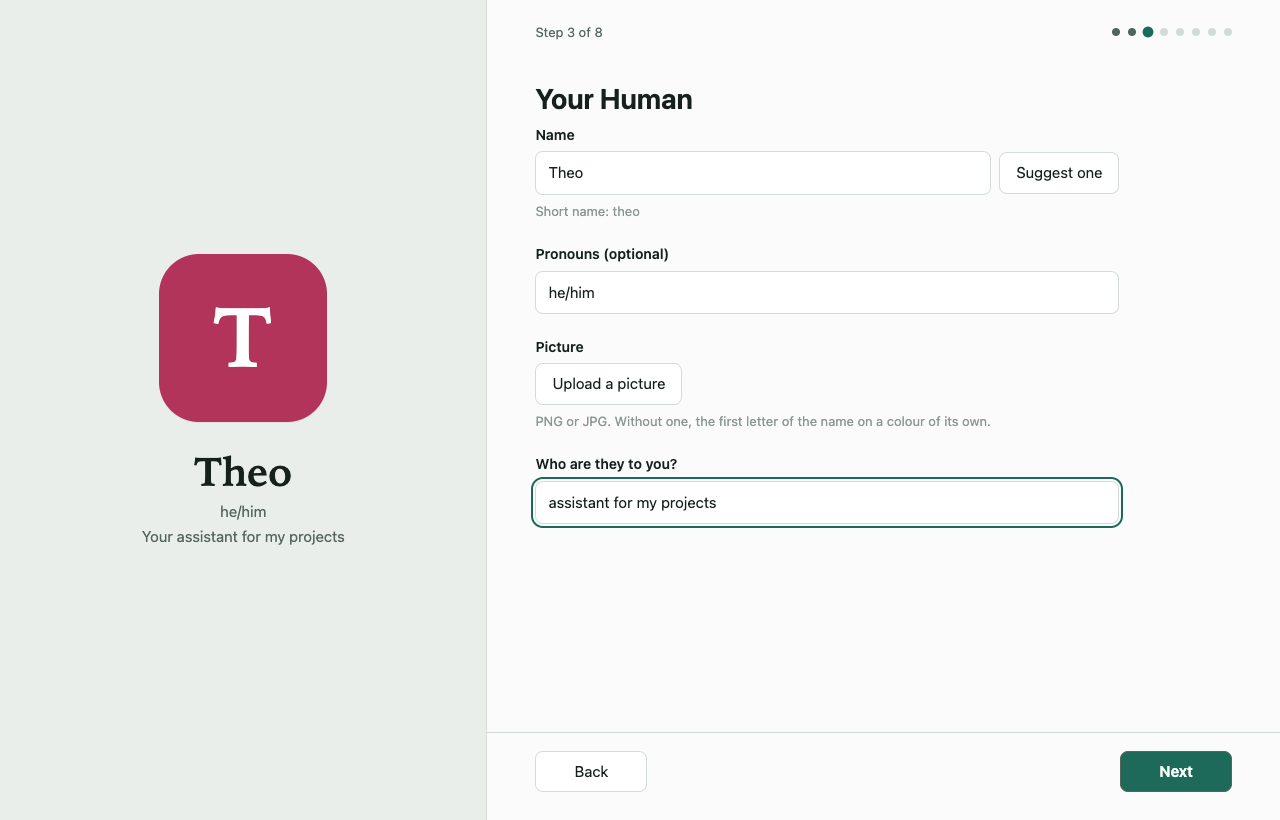 T
Theo
he/him
Your assistant for my projects
Step 3 of 8
Your Human
Name
Theo
Suggest one
Short name: theo
Pronouns (optional)
he/him
Picture
Upload a picture
PNG or JPG. Without one, the first letter of the name on a colour of its own.
Who are they to you?
assistant for my projects
Back
Next